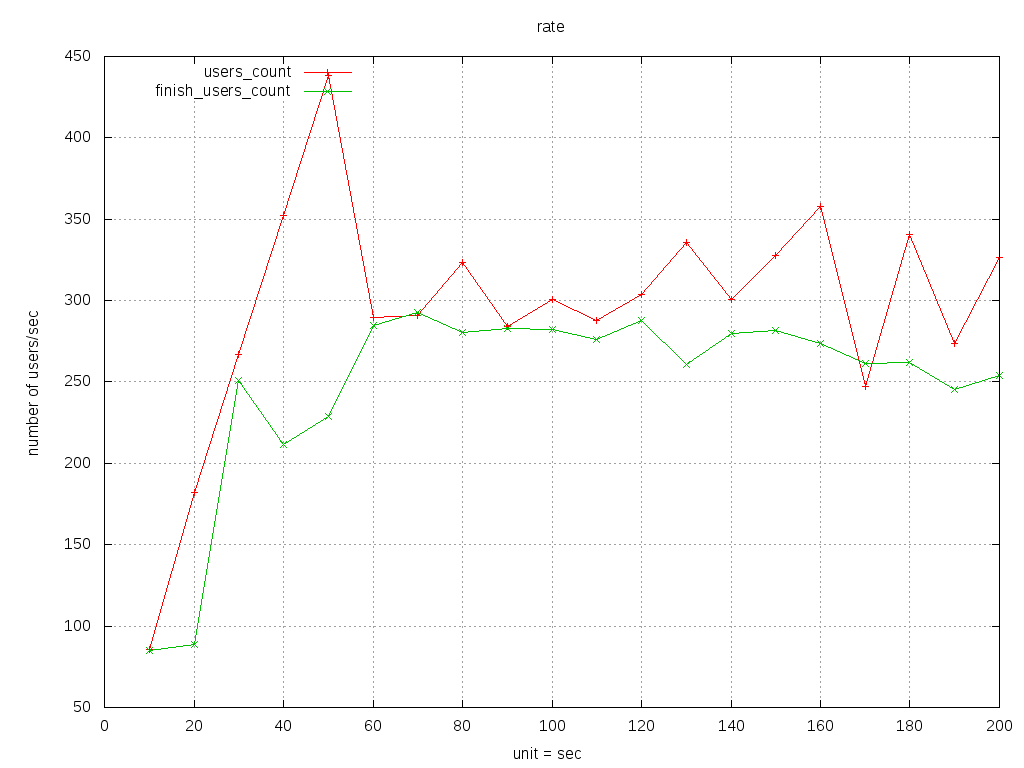 rate
450
400
350
300
250
200
150
100
50
users_count
finish_users_count
number of users/sec
0 20 40 60 80 100 120 140 160 180 200
unit = sec